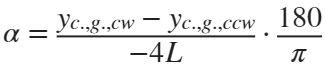 α = (y_{c.,g.,cw} − y_{c.,g.,ccw}) / (−4L) · 180 / π